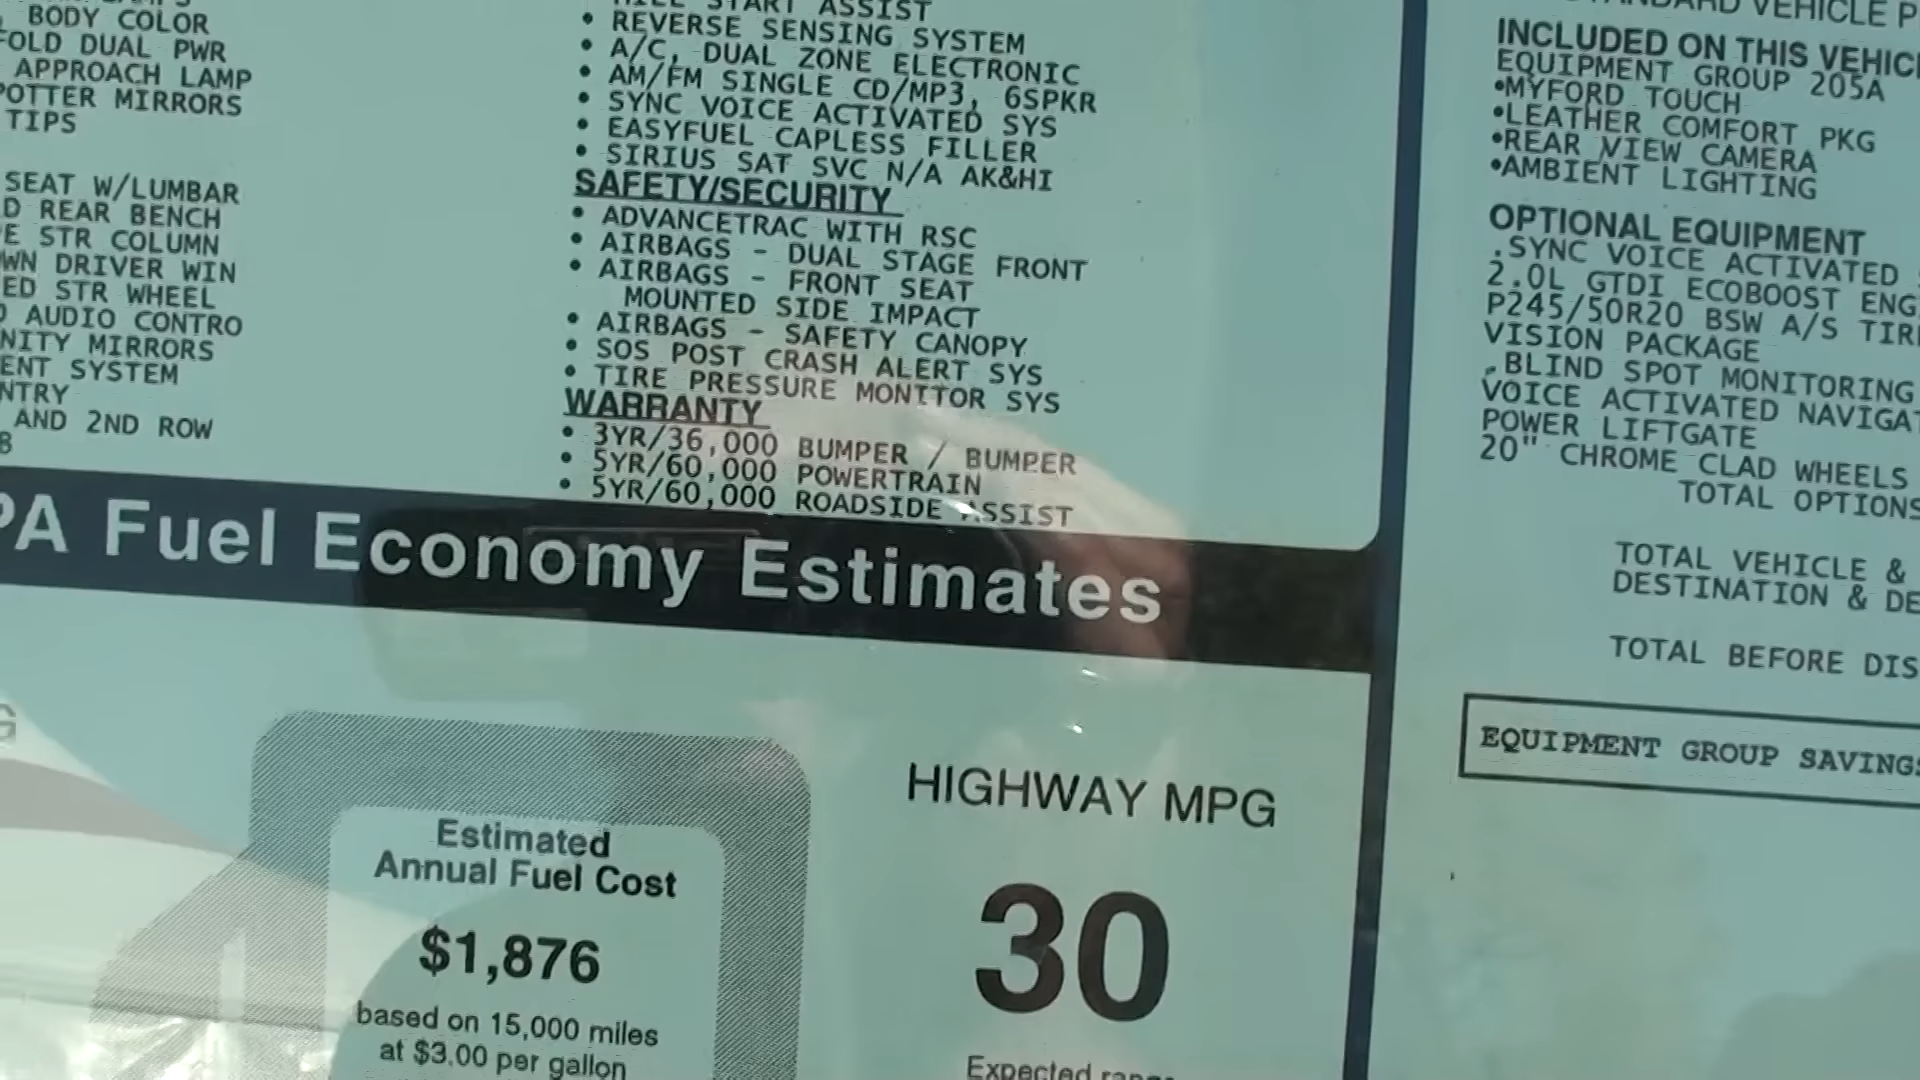 BODY COLOR
FOLD DUAL PWR
APPROACH LAMP
SPOTTER MIRRORS
TIPS
SEAT W/LUMBAR
D REAR BENCH
E STR COLUMN
WN DRIVER WIN
ED STR WHEEL
AUDIO CONTRO
NITY MIRRORS
ENT SYSTEM
NTRY
AND 2ND ROW
START ASSIST
• REVERSE SENSING SYSTEM
• A/C, DUAL ZONE ELECTRONIC
• AM/FM SINGLE CD/MP3, 6SPKR
• SYNC VOICE ACTIVATED SYS
• EASYFUEL CAPLESS FILLER
• SIRIUS SAT SVC N/A AK&HI
SAFETY/SECURITY
• ADVANCETRAC WITH RSC
• AIRBAGS - DUAL STAGE FRONT
• AIRBAGS - FRONT SEAT
MOUNTED SIDE IMPACT
• AIRBAGS - SAFETY CANOPY
• SOS POST CRASH ALERT SYS
• TIRE PRESSURE MONITOR SYS
WARRANTY
• 3YR/36,000 BUMPER / BUMPER
• 5YR/60,000 POWERTRAIN
• 5YR/60,000 ROADSIDE ASSIST
PA Fuel Economy Estimates
G
Estimated
Annual Fuel Cost
$1,876
based on 15,000 miles
at $3.00 per gallon
HIGHWAY MPG
30
Expected
VEHICLE P
INCLUDED ON THIS VEHIC
EQUIPMENT GROUP 205A
•MYFORD TOUCH
•LEATHER COMFORT PKG
•REAR VIEW CAMERA
•AMBIENT LIGHTING
OPTIONAL EQUIPMENT
.SYNC VOICE ACTIVATED
2.0L GTDI ECOBOOST ENG
P245/50R20 BSW A/S TIR
VISION PACKAGE
.BLIND SPOT MONITORING
VOICE ACTIVATED NAVIGAT
POWER LIFTGATE
20" CHROME CLAD WHEELS
TOTAL OPTIONS
TOTAL VEHICLE &
DESTINATION & DE
TOTAL BEFORE DIS
EQUIPMENT GROUP SAVINGS